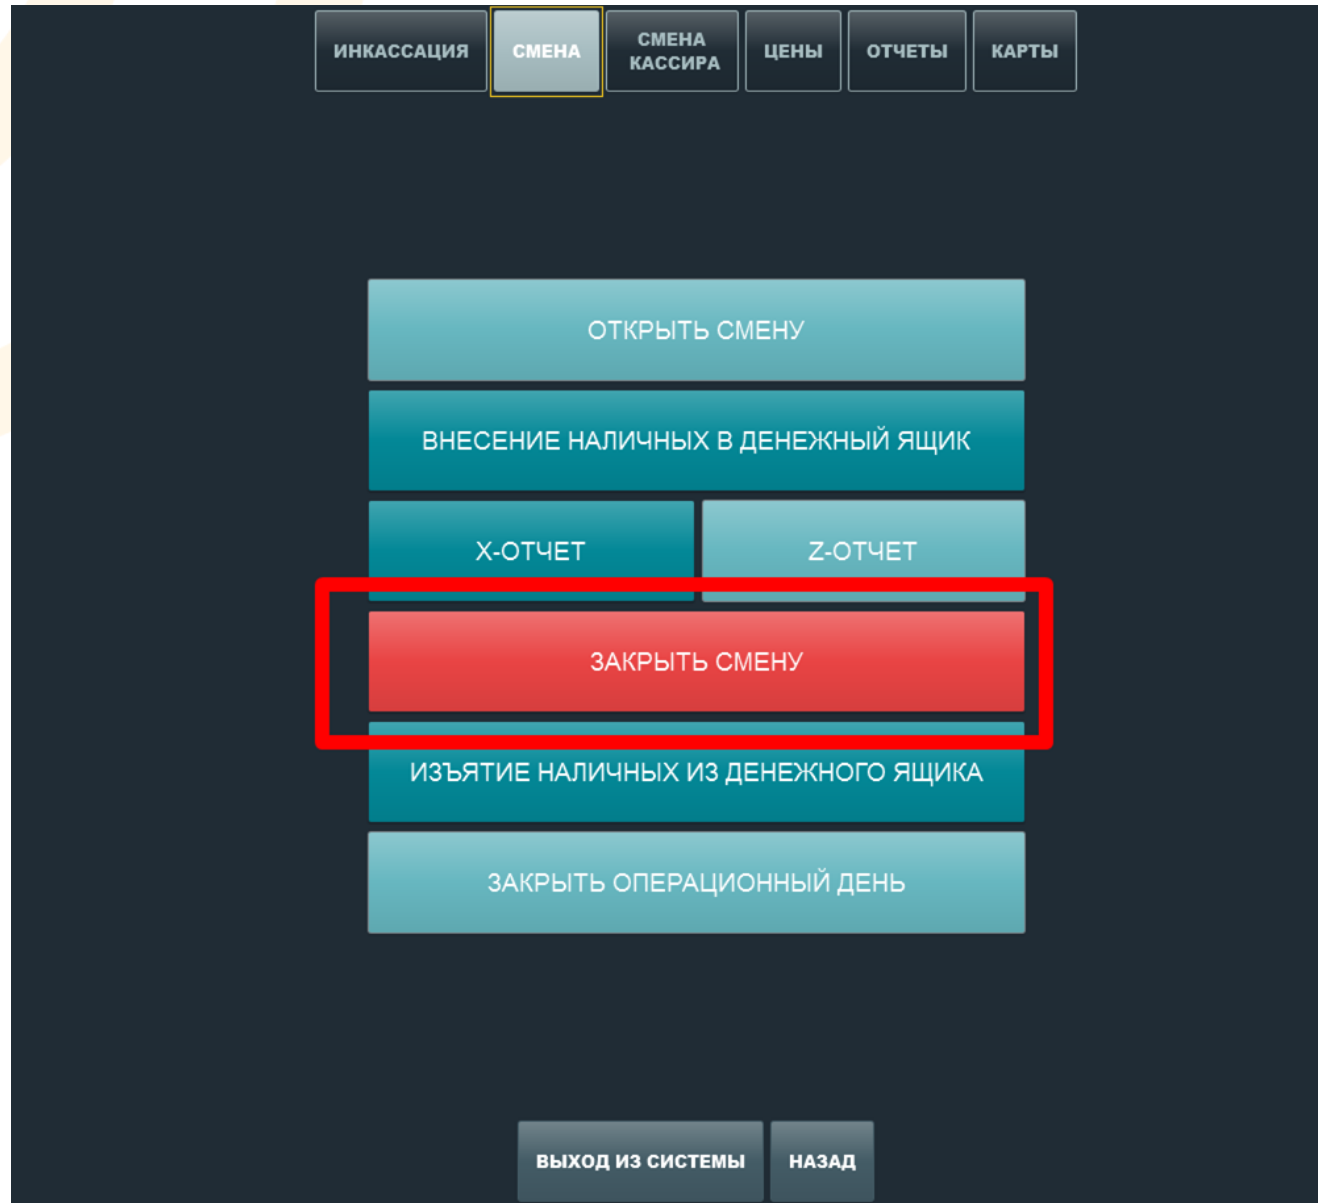 ИНКАССАЦИЯ
СМЕНА
СМЕНА
КАССИРА
ЦЕНЫ
ОТЧЕТЫ
КАРТЫ
ОТКРЫТЬ СМЕНУ
ВНЕСЕНИЕ НАЛИЧНЫХ В ДЕНЕЖНЫЙ ЯЩИК
X-ОТЧЕТ
Z-ОТЧЕТ
ЗАКРЫТЬ СМЕНУ
ИЗЪЯТИЕ НАЛИЧНЫХ ИЗ ДЕНЕЖНОГО ЯЩИКА
ЗАКРЫТЬ ОПЕРАЦИОННЫЙ ДЕНЬ
ВЫХОД ИЗ СИСТЕМЫ
НАЗАД